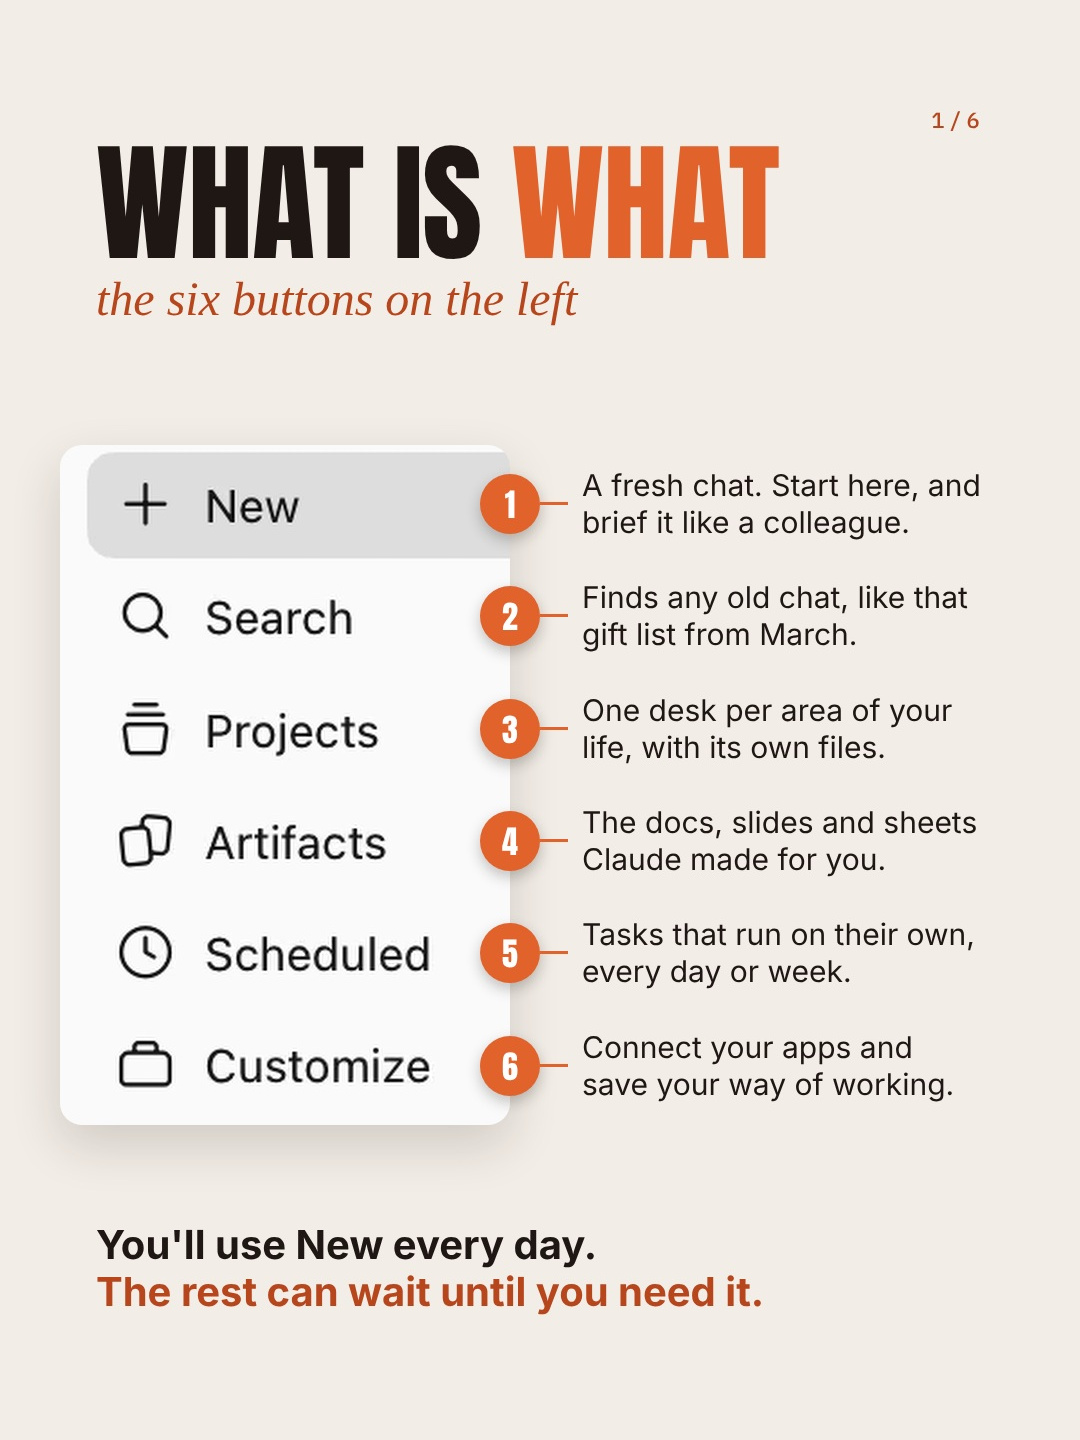 1 / 6
WHAT IS WHAT
the six buttons on the left
New
1
A fresh chat. Start here, and
brief it like a colleague.
Search
2
Finds any old chat, like that
gift list from March.
Projects
3
One desk per area of your
life, with its own files.
Artifacts
4
The docs, slides and sheets
Claude made for you.
Scheduled
5
Tasks that run on their own,
every day or week.
Customize
6
Connect your apps and
save your way of working.
You'll use New every day.
The rest can wait until you need it.